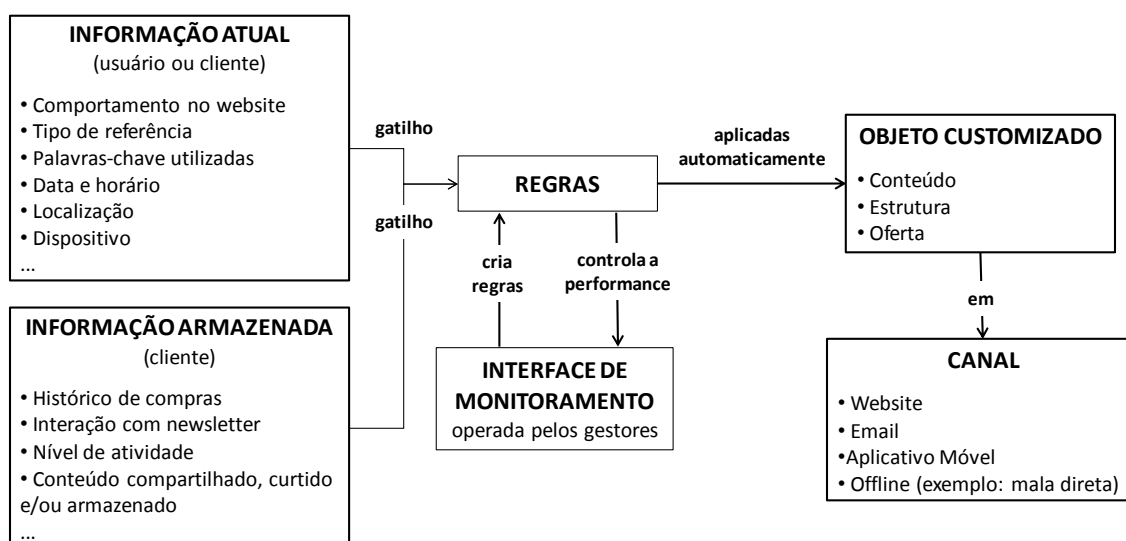 INFORMAÇÃO ATUAL
(usuário ou cliente)
• Comportamento no website
• Tipo de referência
• Palavras-chave utilizadas
• Data e horário
• Localização
• Dispositivo
...
INFORMAÇÃO ARMAZENADA
(cliente)
• Histórico de compras
• Interação com newsletter
• Nível de atividade
• Conteúdo compartilhado, curtido
e/ou armazenado
...
gatilho
gatilho
REGRAS
cria
regras
controla a
performance
INTERFACE DE
MONITORAMENTO
operada pelos gestores
aplicadas
automaticamente
OBJETO CUSTOMIZADO
• Conteúdo
• Estrutura
• Oferta
em
CANAL
• Website
• Email
•Aplicativo Móvel
• Offline (exemplo: mala direta)